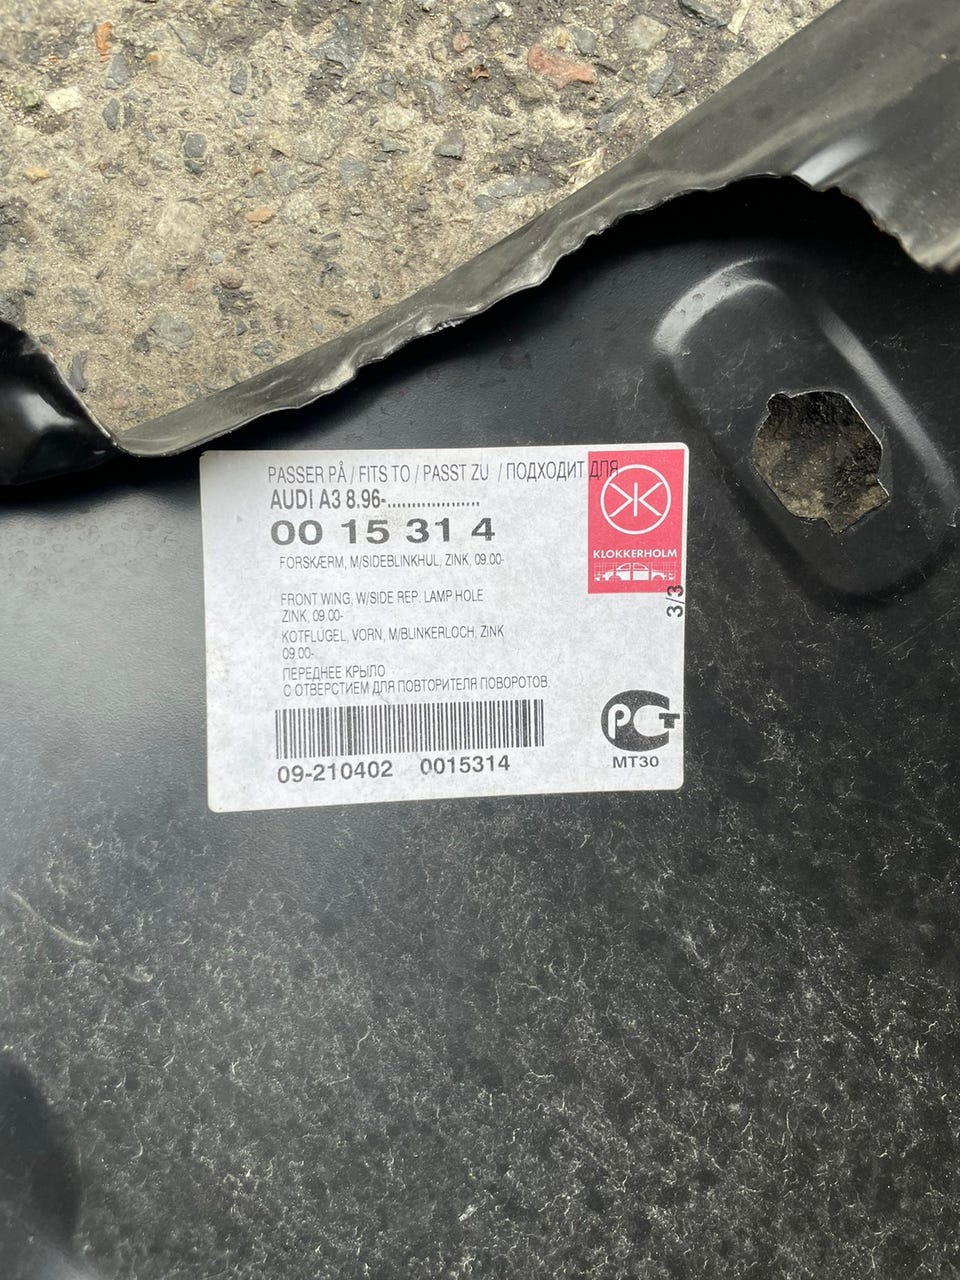 PASSER PÅ / FITS TO / PASST ZU / ПОДХОДИТ ДЛЯ
AUDI A3 8.96-...................
00 15 31 4
FORSKÆRM, M/SIDEBLINKHUL, ZINK, 09.00-
KLOKKERHOLM
FRONT WING, W/SIDE REP. LAMP HOLE
ZINK, 09.00-
3/3
KOTFLÜGEL, VORN, M/BLINKERLOCH, ZINK
09.00-
ПЕРЕДНЕЕ КРЫЛО
С ОТВЕРСТИЕМ ДЛЯ ПОВТОРИТЕЛЯ ПОВОРОТОВ.
РСТ
МТ30
09-210402 0015314